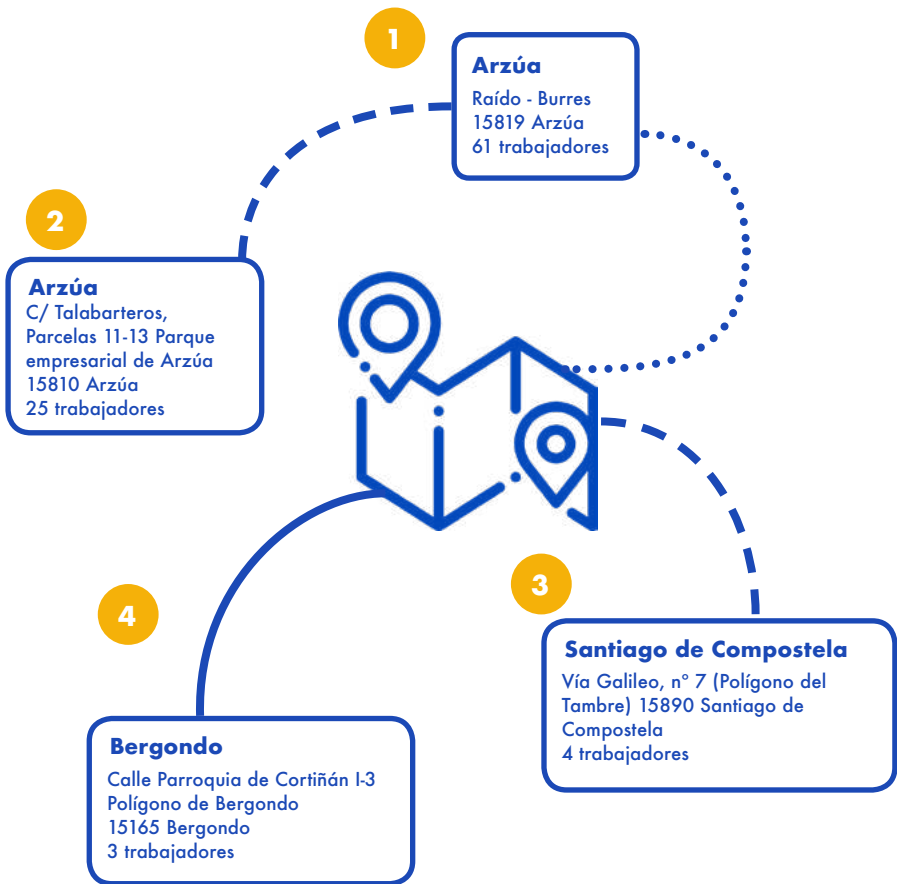 1
Arzúa
Raído - Burres
15819 Arzúa
61 trabajadores
2
Arzúa
C/ Talabarteros,
Parcelas 11-13 Parque
empresarial de Arzúa
15810 Arzúa
25 trabajadores
3
Santiago de Compostela
Vía Galileo, nº 7 (Polígono del
Tambre) 15890 Santiago de
Compostela
4 trabajadores
4
Bergondo
Calle Parroquia de Cortiñán I-3
Polígono de Bergondo
15165 Bergondo
3 trabajadores